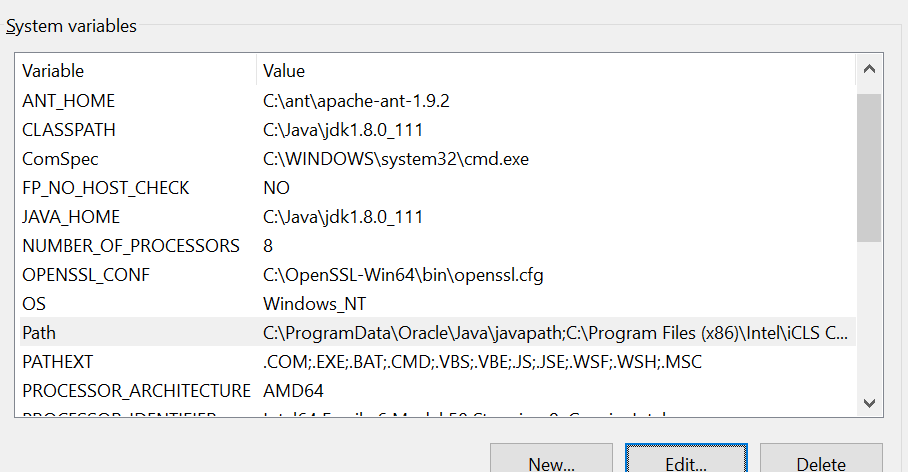 System variables
Variable Value
ANT_HOME C:\ant\apache-ant-1.9.2
CLASSPATH C:\Java\jdk1.8.0_111
ComSpec C:\WINDOWS\system32\cmd.exe
FP_NO_HOST_CHECK NO
JAVA_HOME C:\Java\jdk1.8.0_111
NUMBER_OF_PROCESSORS 8
OPENSSL_CONF C:\OpenSSL-Win64\bin\openssl.cfg
OS Windows_NT
Path C:\ProgramData\Oracle\Java\javapath;C:\Program Files (x86)\Intel\iCLS C...
PATHEXT .COM;.EXE;.BAT;.CMD;.VBS;.VBE;.JS;.JSE;.WSF;.WSH;.MSC
PROCESSOR_ARCHITECTURE AMD64
PROCESSOR_IDENTIFIER
New... Edit... Delete